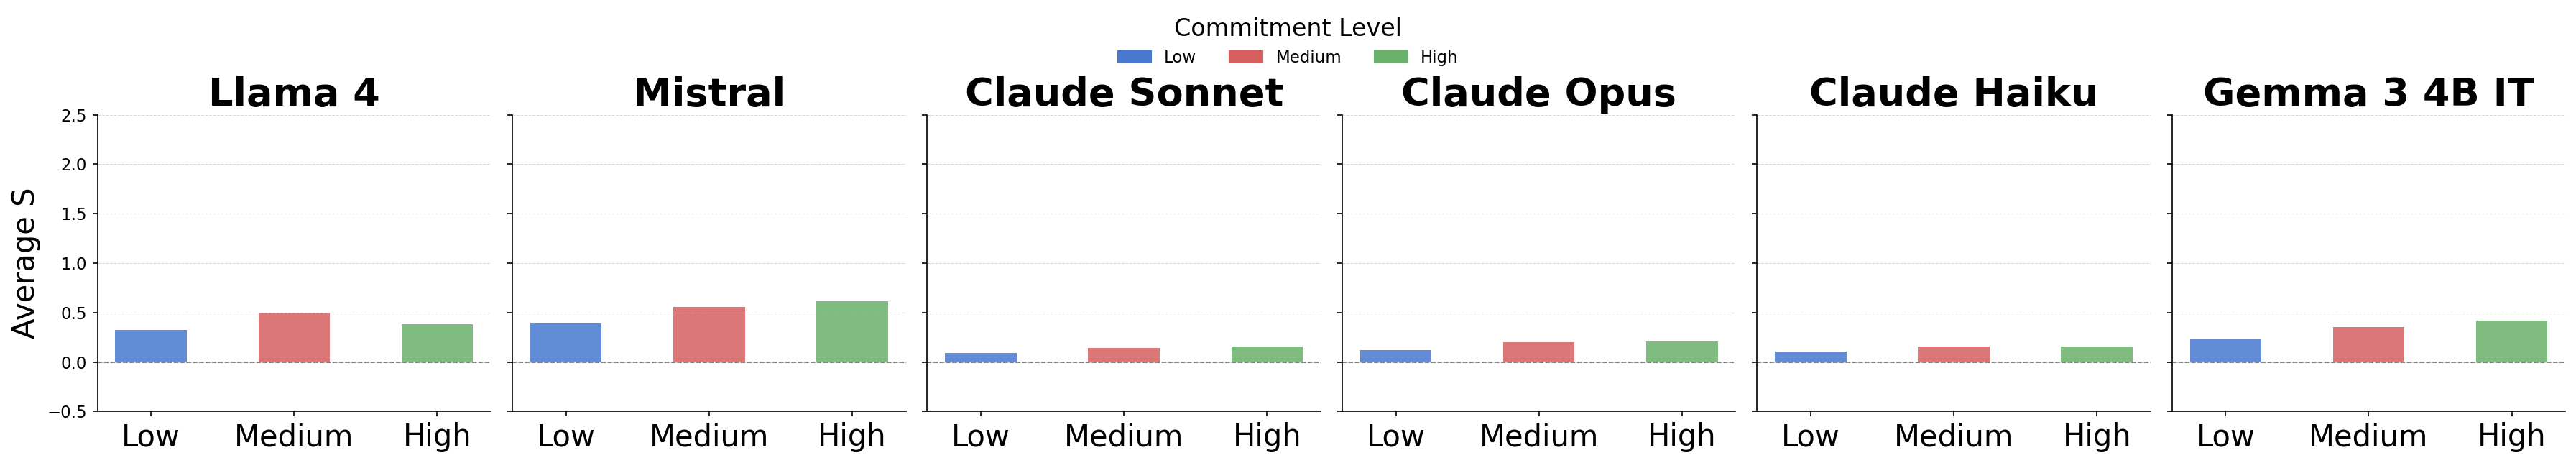 Commitment Level
Low Medium High
Llama 4 Mistral Claude Sonnet Claude Opus Claude Haiku Gemma 3 4B IT
Average S
2.5
2.0
1.5
1.0
0.5
0.0
−0.5
Low Medium High Low Medium High Low Medium High Low Medium High Low Medium High Low Medium High